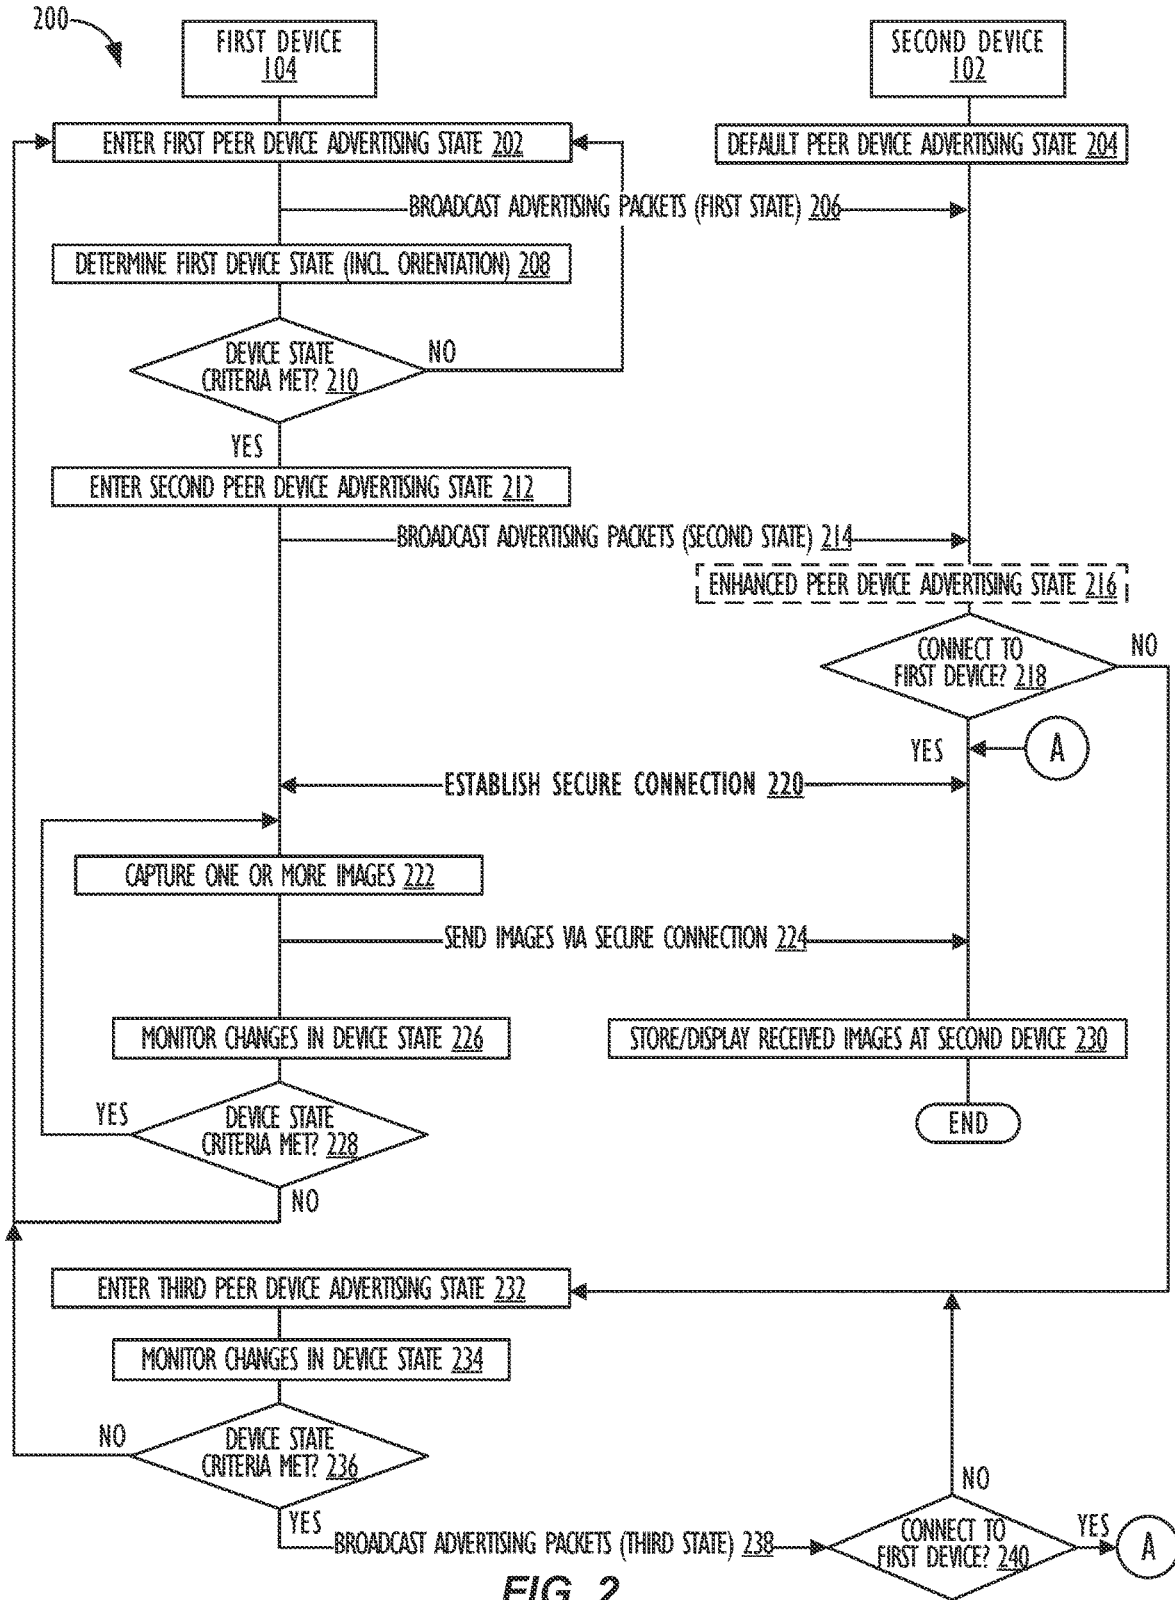 200
FIRST DEVICE
104
SECOND DEVICE
102
ENTER FIRST PEER DEVICE ADVERTISING STATE 202
DEFAULT PEER DEVICE ADVERTISING STATE 204
BROADCAST ADVERTISING PACKETS (FIRST STATE) 206
DETERMINE FIRST DEVICE STATE (INCL. ORIENTATION) 208
DEVICE STATE
CRITERIA MET? 210
NO
YES
ENTER SECOND PEER DEVICE ADVERTISING STATE 212
BROADCAST ADVERTISING PACKETS (SECOND STATE) 214
ENHANCED PEER DEVICE ADVERTISING STATE 216
CONNECT TO
FIRST DEVICE? 218
NO
YES
A
ESTABLISH SECURE CONNECTION 220
CAPTURE ONE OR MORE IMAGES 222
SEND IMAGES VIA SECURE CONNECTION 224
MONITOR CHANGES IN DEVICE STATE 226
STORE/DISPLAY RECEIVED IMAGES AT SECOND DEVICE 230
YES
DEVICE STATE
CRITERIA MET? 228
END
NO
ENTER THIRD PEER DEVICE ADVERTISING STATE 232
MONITOR CHANGES IN DEVICE STATE 234
NO
DEVICE STATE
CRITERIA MET? 236
YES
BROADCAST ADVERTISING PACKETS (THIRD STATE) 238
NO
CONNECT TO
FIRST DEVICE? 240
YES
A
FIG. 2